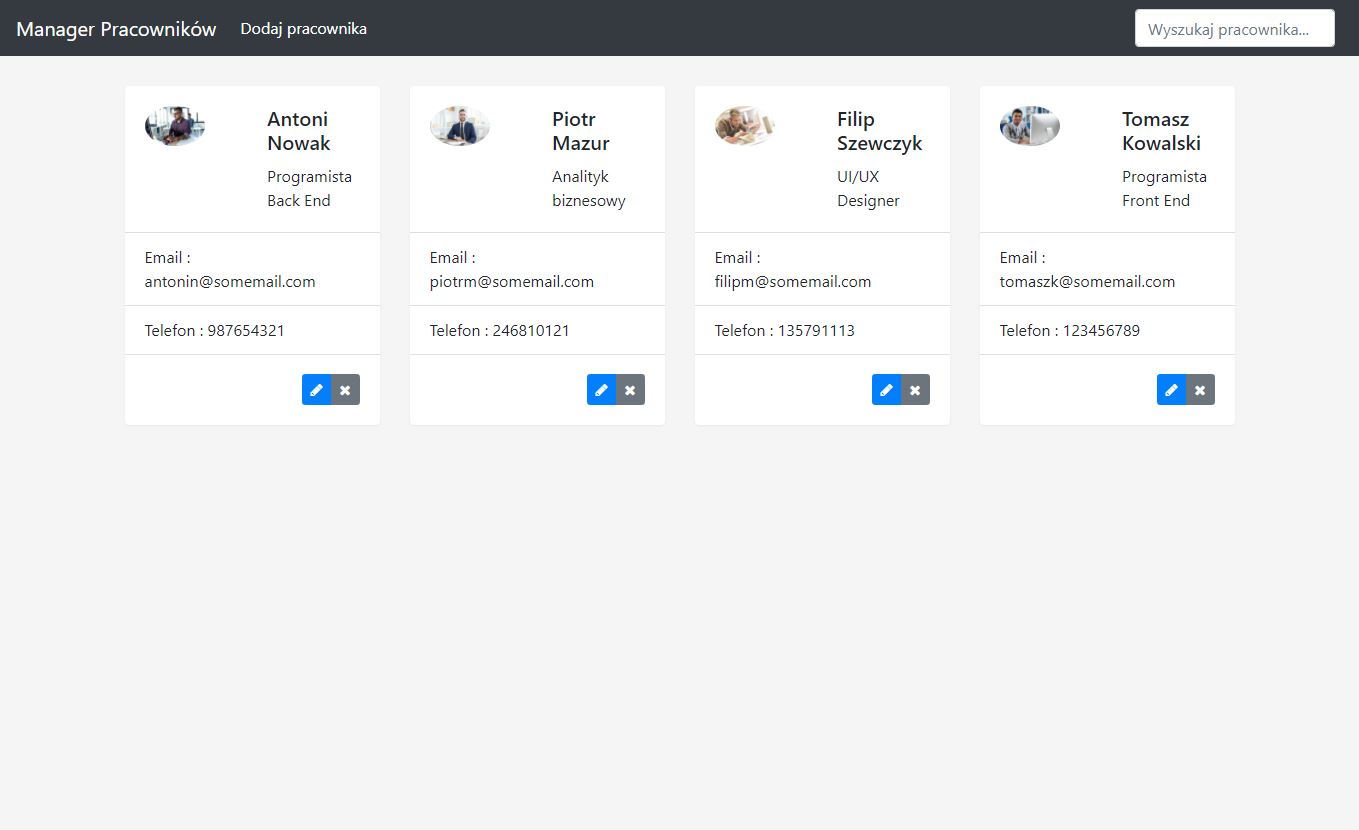 Manager Pracowników
Dodaj pracownika
Wyszukaj pracownika...
Antoni
Nowak
Programista
Back End
Email :
antonin@somemail.com
Telefon : 987654321
Piotr
Mazur
Analityk
biznesowy
Email :
piotrm@somemail.com
Telefon : 246810121
Filip
Szewczyk
UI/UX
Designer
Email :
filipm@somemail.com
Telefon : 135791113
Tomasz
Kowalski
Programista
Front End
Email :
tomaszk@somemail.com
Telefon : 123456789